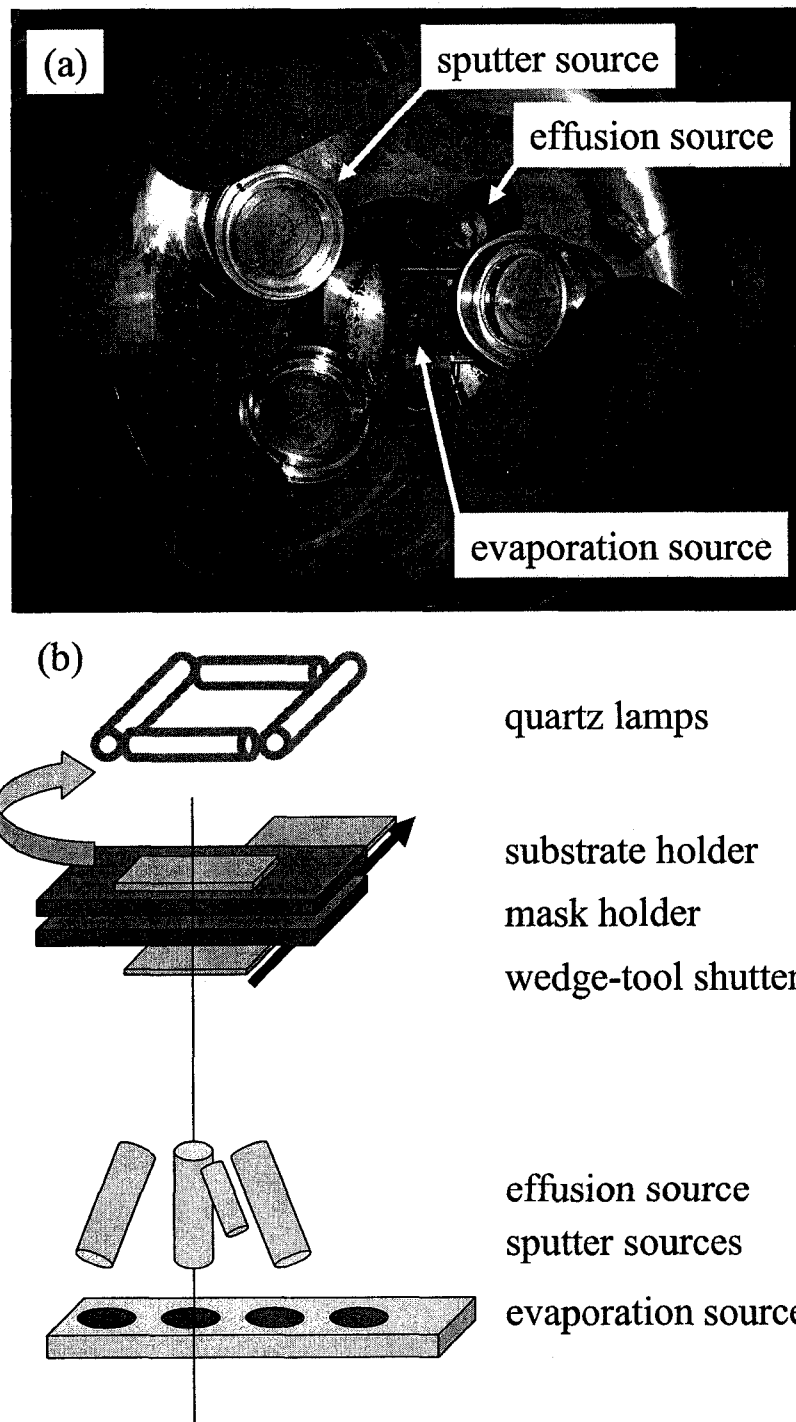 (a)
sputter source
effusion source
evaporation source
(b)
quartz lamps
substrate holder
mask holder
wedge-tool shutter
effusion source
sputter sources
evaporation source